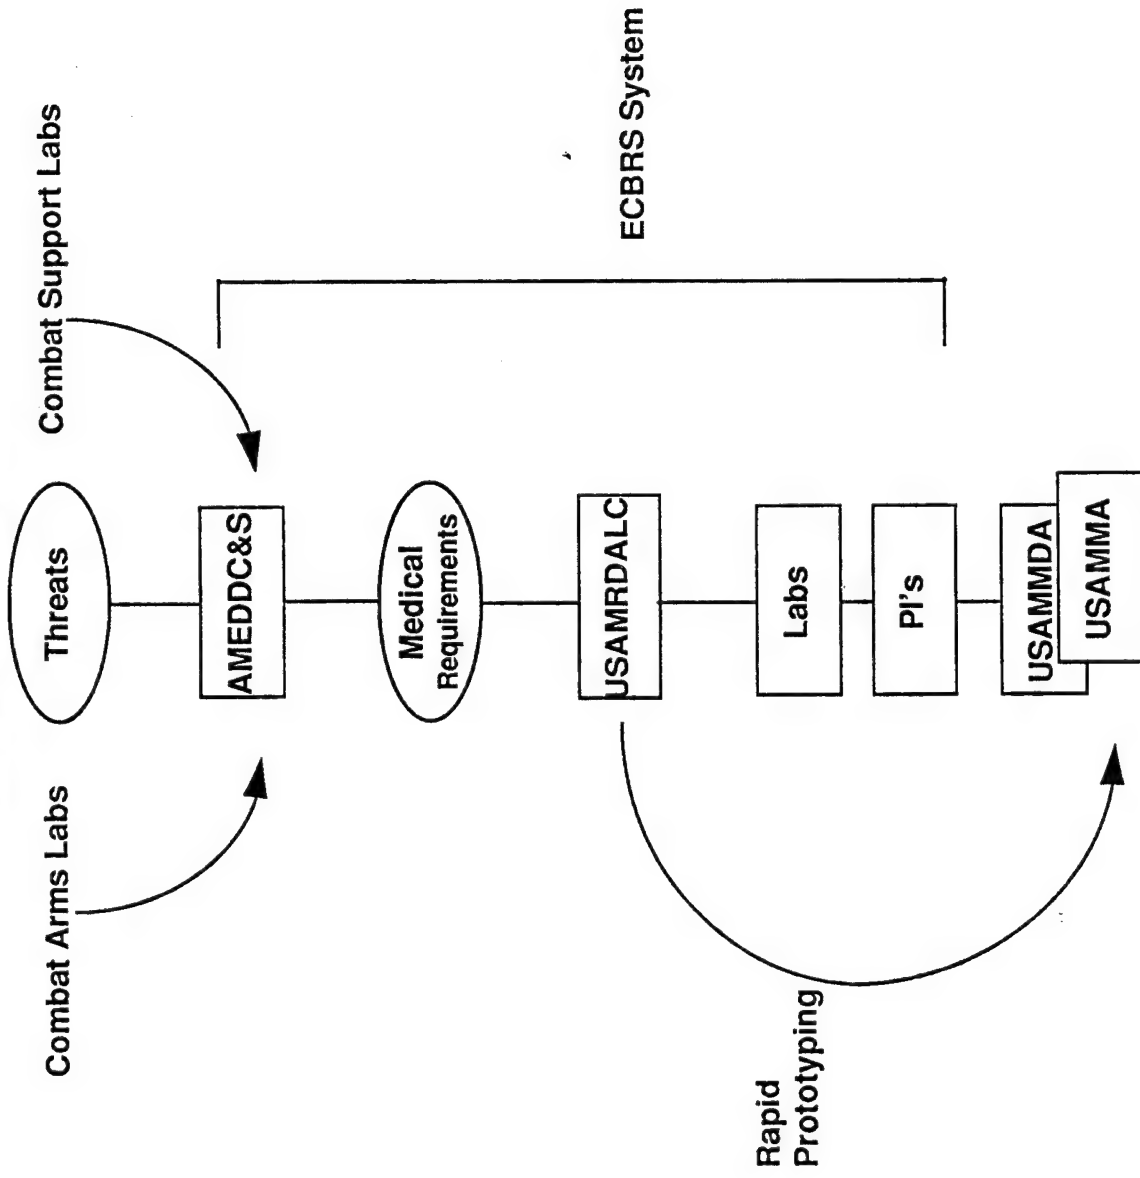 Combat Arms Labs
Threats
Combat Support Labs
AMEDDC&S
Medical
Requirements
USAMRDALC
ECBRS System
Rapid
Prototyping
Labs
PI's
USAMMDA
USAMMA